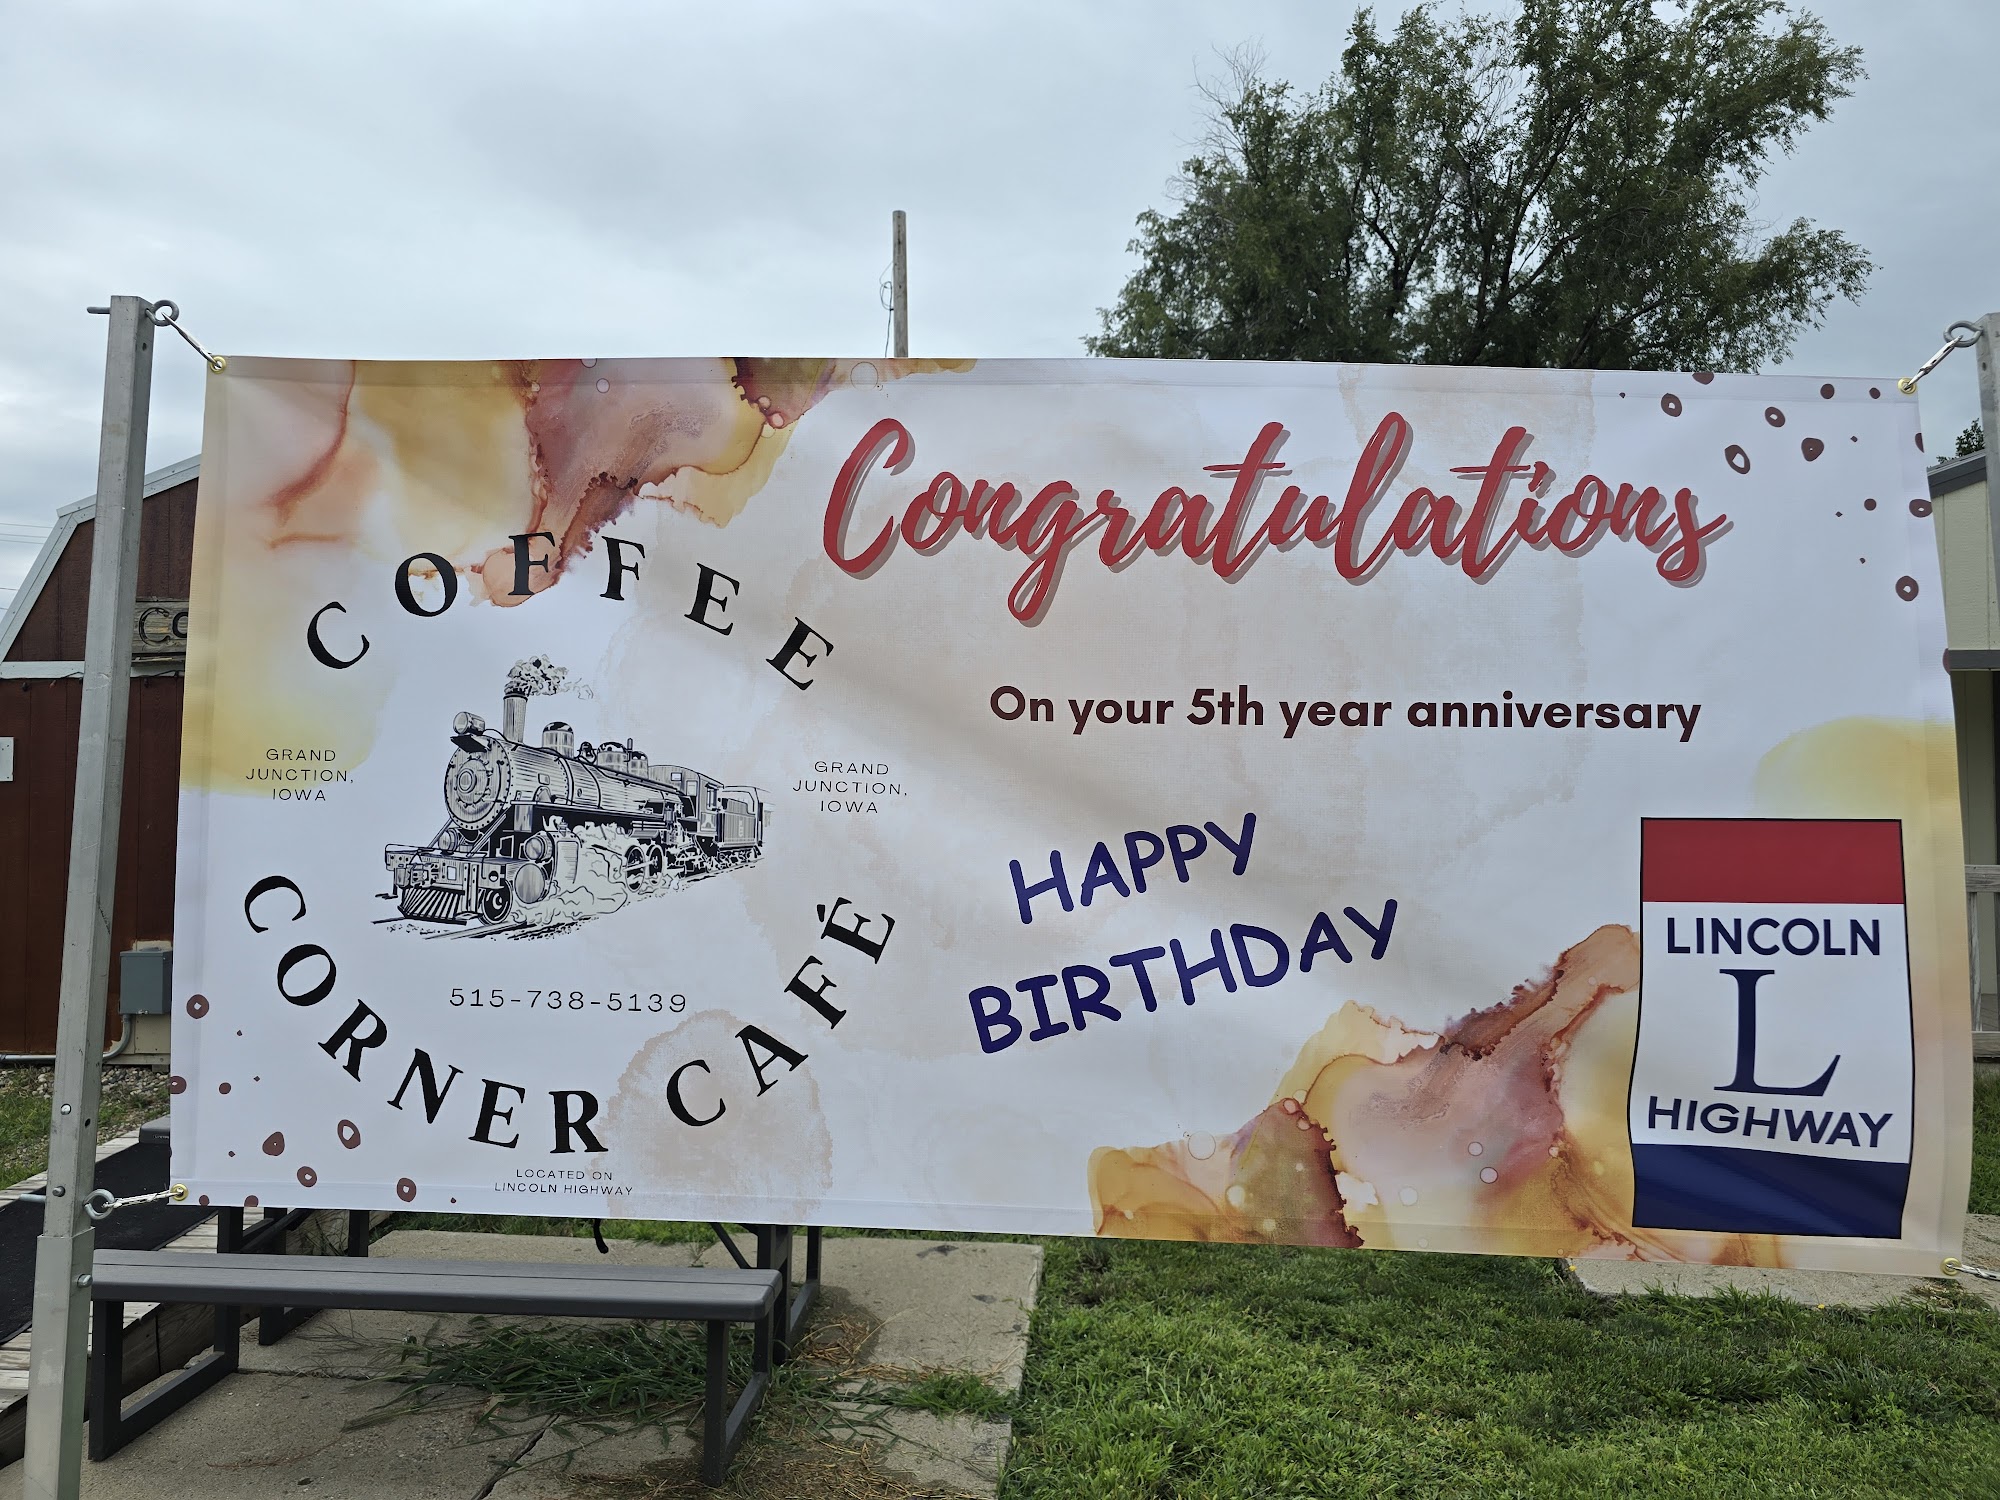 Congratulations
On your 5th year anniversary
HAPPY
BIRTHDAY
COFFEE
GRAND
JUNCTION,
IOWA
GRAND
JUNCTION,
IOWA
515-738-5139
CORNER CAFÉ
LOCATED ON
LINCOLN HIGHWAY
LINCOLN
L
HIGHWAY
Co